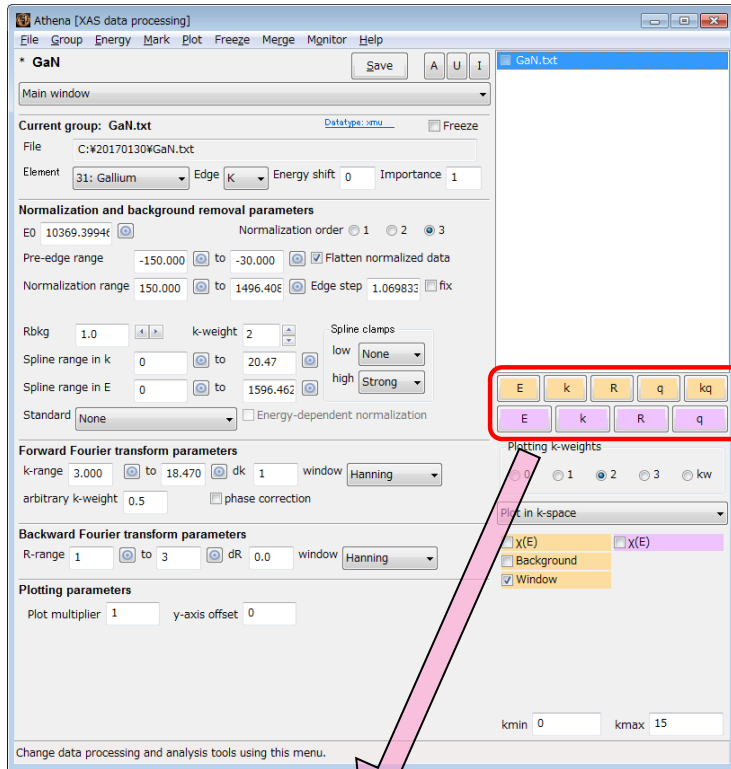 Athena [XAS data processing]
File Group Energy Mark Plot Freeze Merge Monitor Help
* GaN Save A U I
GaN.txt
Main window
Current group: GaN.txt Datatype: xmu Freeze
File C:¥20170130¥GaN.txt
Element 31: Gallium Edge K Energy shift 0 Importance 1
Normalization and background removal parameters
E0 10369.39946 Normalization order 1 2 3
Pre-edge range -150.000 to -30.000 Flatten normalized data
Normalization range 150.000 to 1496.408 Edge step 1.069833 fix
Rbkg 1.0 k-weight 2 Spline clamps
Spline range in k 0 to 20.47 low None
Spline range in E 0 to 1596.462 high Strong
Standard None Energy-dependent normalization
E k R q kq
E k R q
Forward Fourier transform parameters
k-range 3.000 to 18.470 dk 1 window Hanning
arbitrary k-weight 0.5 phase correction
Plotting k-weights
0 1 2 3 kw
Plot in k-space
χ(E) χ(E)
Background
Window
Backward Fourier transform parameters
R-range 1 to 3 dR 0.0 window Hanning
Plotting parameters
Plot multiplier 1 y-axis offset 0
kmin 0 kmax 15
Change data processing and analysis tools using this menu.